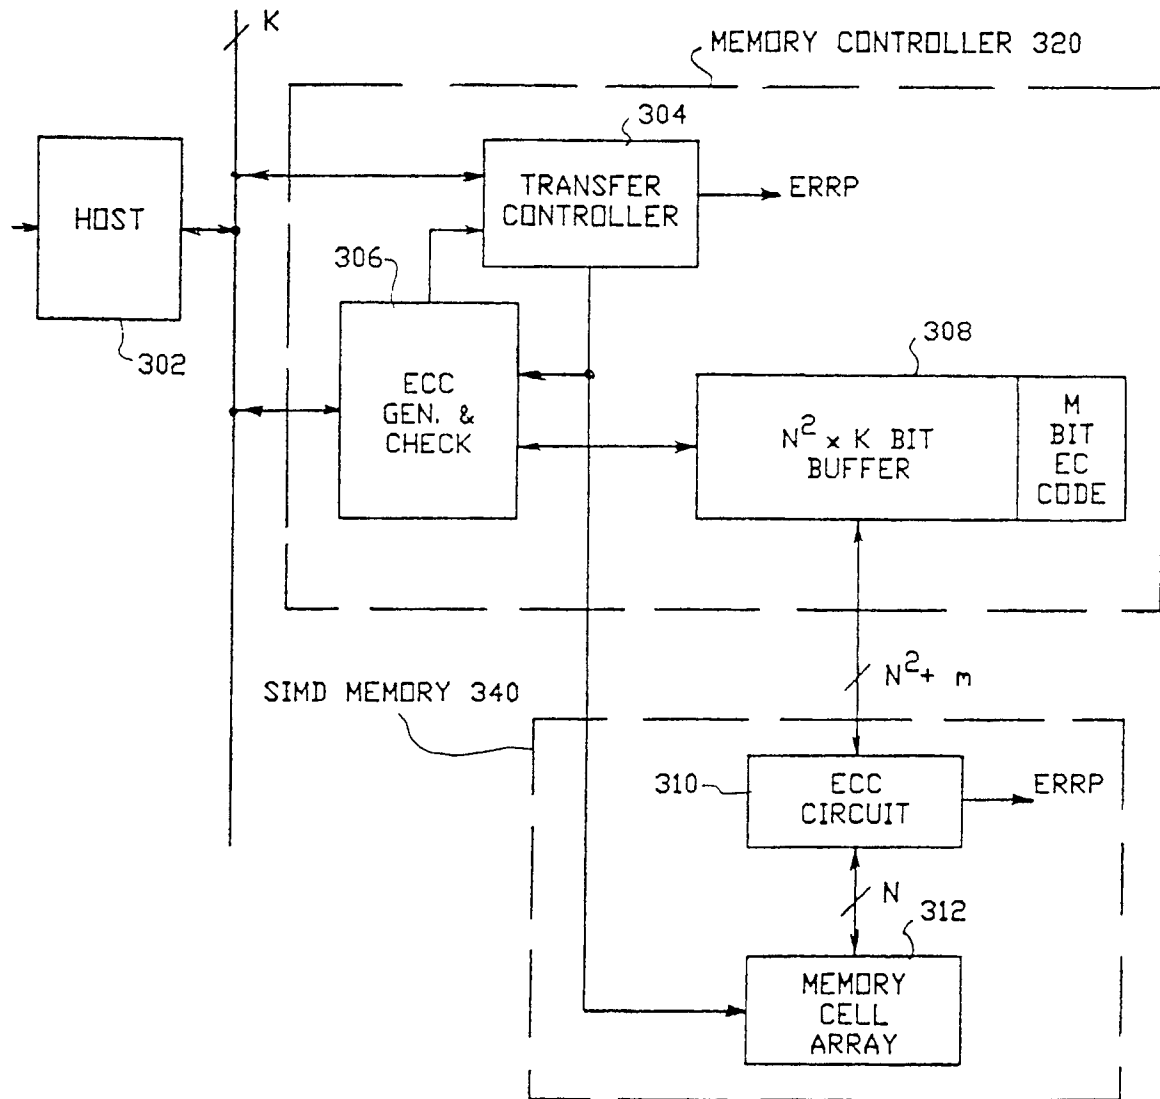 K
MEMORY CONTROLLER 320
304
TRANSFER
CONTROLLER
ERRP
HOST
302
306
ECC
GEN. &
CHECK
308
N² × K BIT
BUFFER
M
BIT
EC
CODE
N²+ m
SIMD MEMORY 340
310
ECC
CIRCUIT
ERRP
N
312
MEMORY
CELL
ARRAY